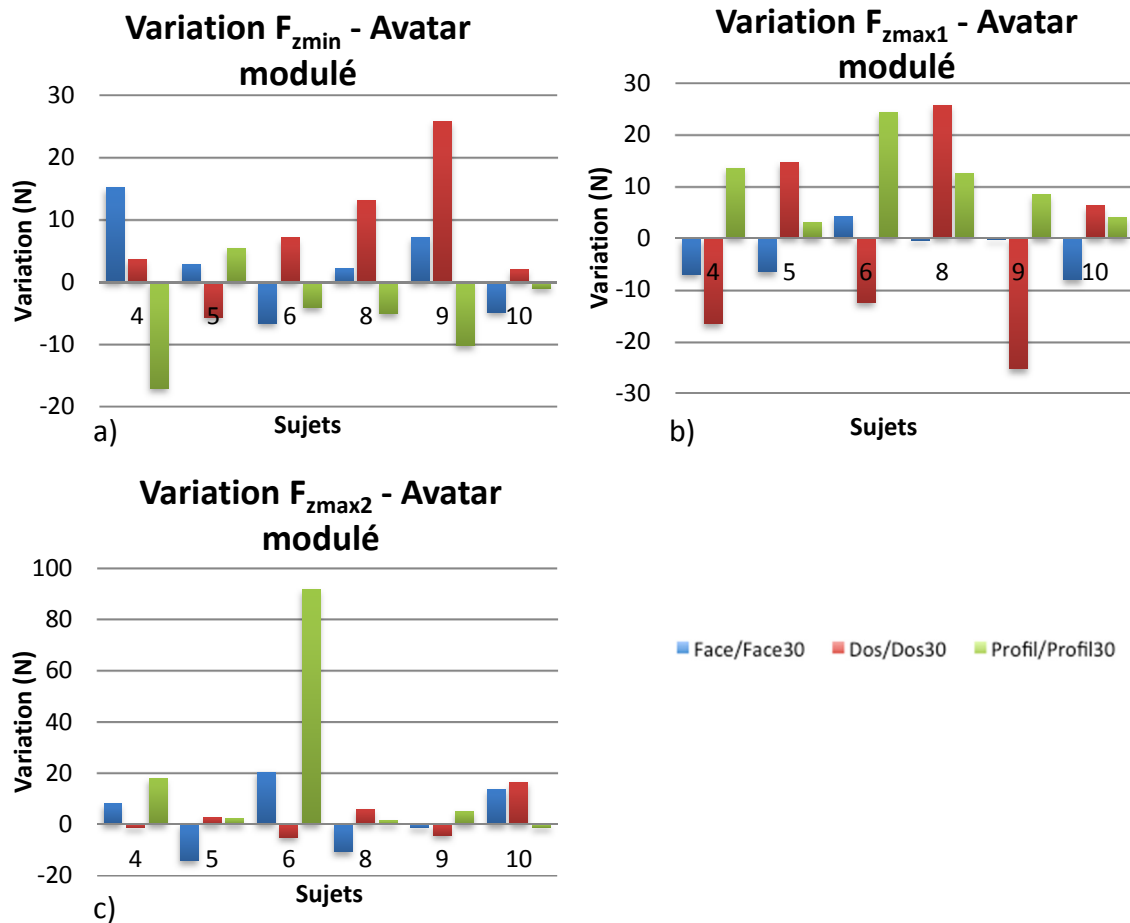 Variation Fzmin - Avatar
modulé
30
20
10
0
-10
-20
Variation (N)
4 5 6 8 9 10
Sujets
a)
Variation Fzmax1 - Avatar
modulé
30
20
10
0
-10
-20
-30
Variation (N)
4 5 6 8 9 10
Sujets
b)
Variation Fzmax2 - Avatar
modulé
100
80
60
40
20
0
-20
Variation (N)
4 5 6 8 9 10
Sujets
c)
Face/Face30 Dos/Dos30 Profil/Profil30